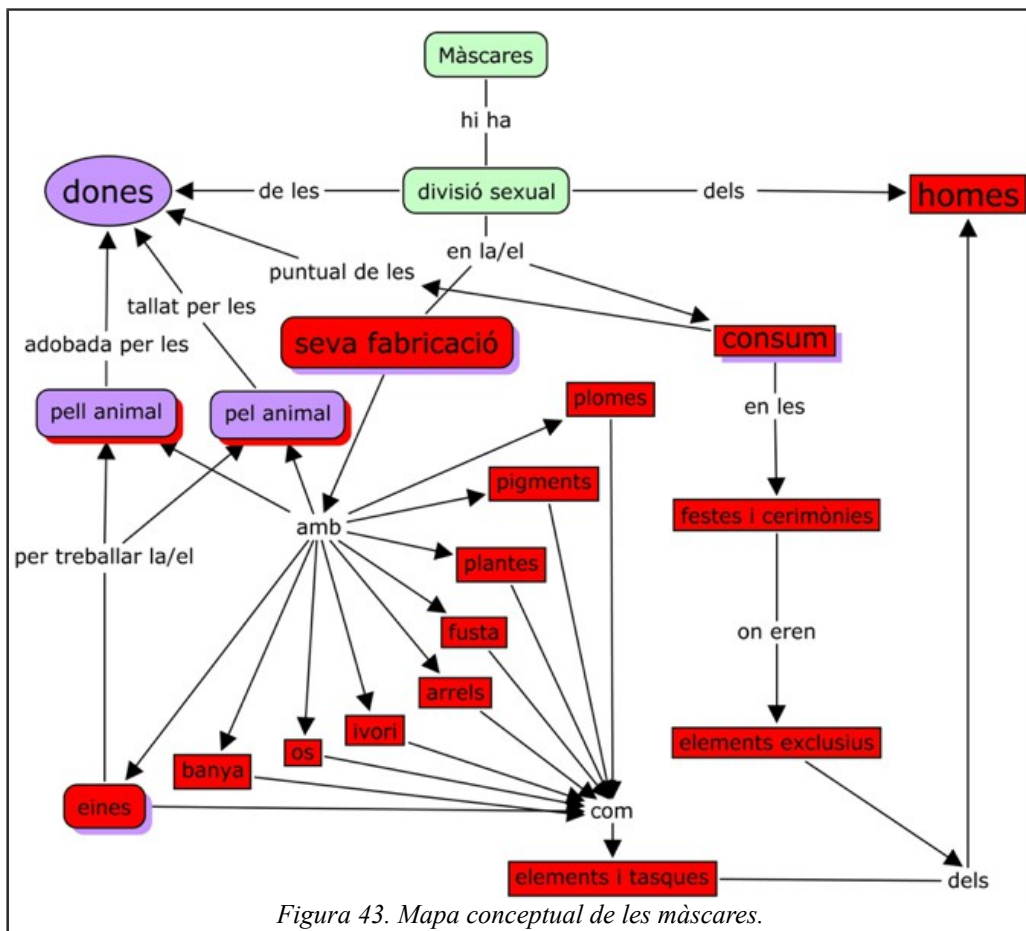 Màscares
hi ha
dones
de les
divisió sexual
dels
homes
en la/el
puntual de les
tallat per les
adobada per les
seva fabricació
consum
pell animal
pel animal
plomes
en les
pigments
festes i cerimònies
amb
per treballar la/el
plantes
fusta
on eren
arrels
ivori
os
banya
elements exclusius
eines
com
elements i tasques
dels
Figura 43. Mapa conceptual de les màscares.